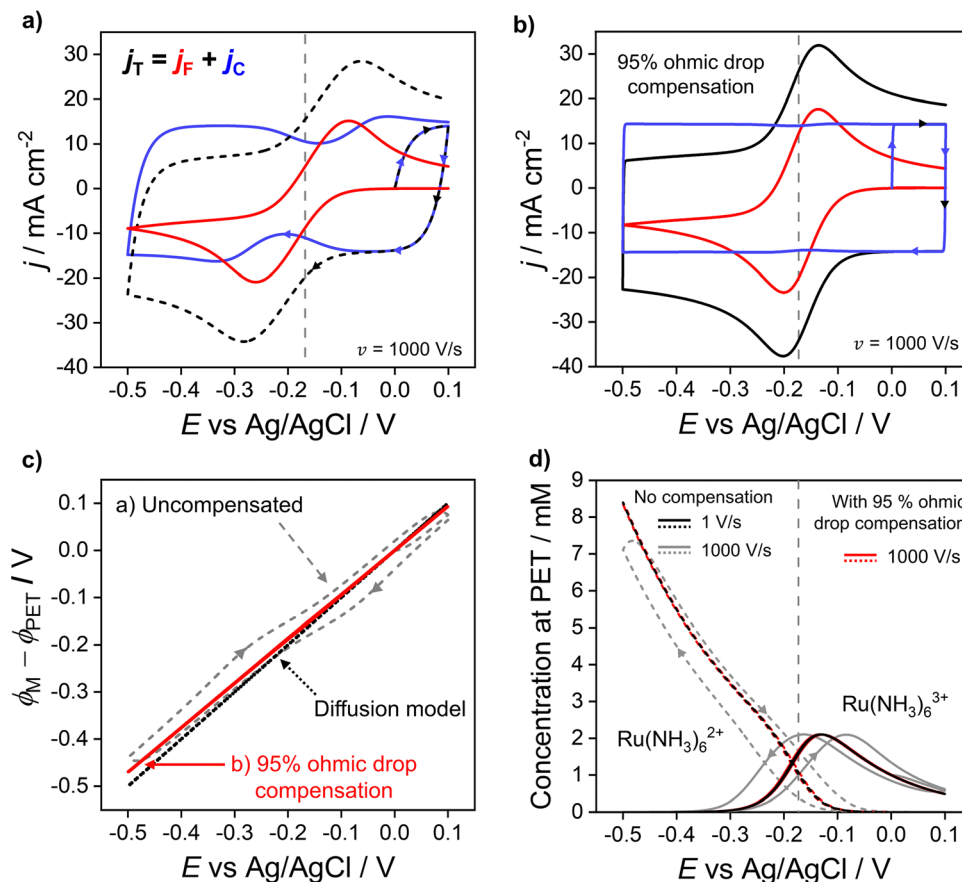 a)
j_T = j_F + j_C
30
20
10
0
-10
-20
-30
-40
j / mA cm⁻²
v = 1000 V/s
-0.5 -0.4 -0.3 -0.2 -0.1 0.0 0.1
E vs Ag/AgCl / V
b)
95% ohmic drop
compensation
30
20
10
0
-10
-20
-30
-40
j / mA cm⁻²
v = 1000 V/s
-0.5 -0.4 -0.3 -0.2 -0.1 0.0 0.1
E vs Ag/AgCl / V
c)
a) Uncompensated
0.1
0.0
-0.1
-0.2
-0.3
-0.4
-0.5
ϕ_M – ϕ_PET / V
Diffusion model
b) 95% ohmic drop
compensation
-0.5 -0.4 -0.3 -0.2 -0.1 0.0 0.1
E vs Ag/AgCl / V
d)
No compensation
1 V/s
1000 V/s
With 95 % ohmic
drop compensation
1000 V/s
9
8
7
6
5
4
3
2
1
0
Concentration at PET / mM
Ru(NH₃)₆²⁺
Ru(NH₃)₆³⁺
-0.5 -0.4 -0.3 -0.2 -0.1 0.0 0.1
E vs Ag/AgCl / V